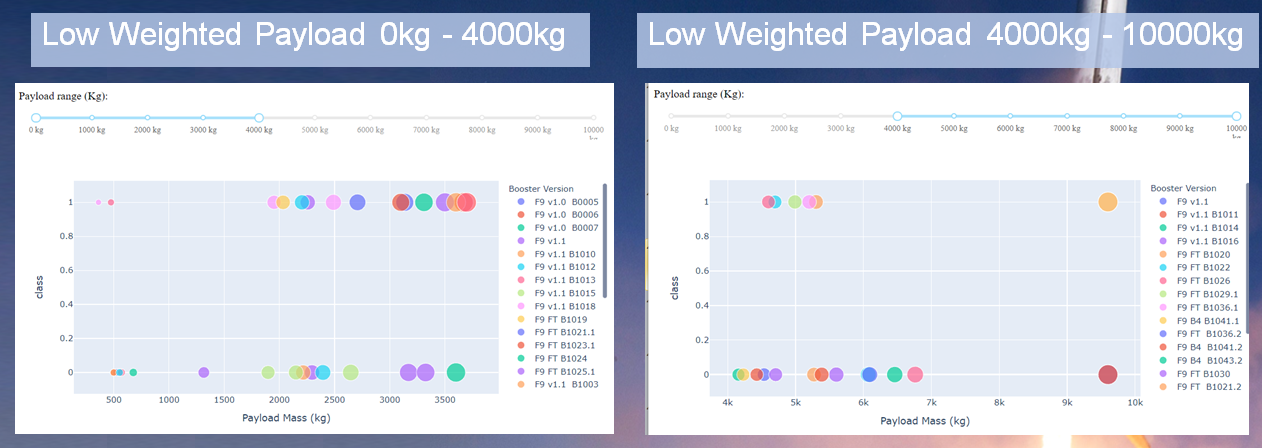 Low Weighted Payload 0kg - 4000kg
Payload range (Kg):
0 kg 1000 kg 2000 kg 3000 kg 4000 kg 5000 kg 6000 kg 7000 kg 8000 kg 9000 kg 10000
Booster Version
F9 v1.0 B0005
F9 v1.0 B0006
F9 v1.0 B0007
F9 v1.1
F9 v1.1 B1010
F9 v1.1 B1012
F9 v1.1 B1013
F9 v1.1 B1015
F9 v1.1 B1018
F9 FT B1019
F9 FT B1021.1
F9 FT B1023.1
F9 FT B1024
F9 FT B1025.1
F9 v1.1 B1003
class
1
0.8
0.6
0.4
0.2
0
500 1000 1500 2000 2500 3000 3500
Payload Mass (kg)
Low Weighted Payload 4000kg - 10000kg
Payload range (Kg):
0 kg 1000 kg 2000 kg 3000 kg 4000 kg 5000 kg 6000 kg 7000 kg 8000 kg 9000 kg 10000
kg
Booster Version
F9 v1.1
F9 v1.1 B1011
F9 v1.1 B1014
F9 v1.1 B1016
F9 FT B1020
F9 FT B1022
F9 FT B1026
F9 FT B1029.1
F9 FT B1036.1
F9 B4 B1041.1
F9 FT B1036.2
F9 B4 B1041.2
F9 B4 B1043.2
F9 FT B1030
F9 FT B1021.2
class
1
0.8
0.6
0.4
0.2
0
4k 5k 6k 7k 8k 9k 10k
Payload Mass (kg)